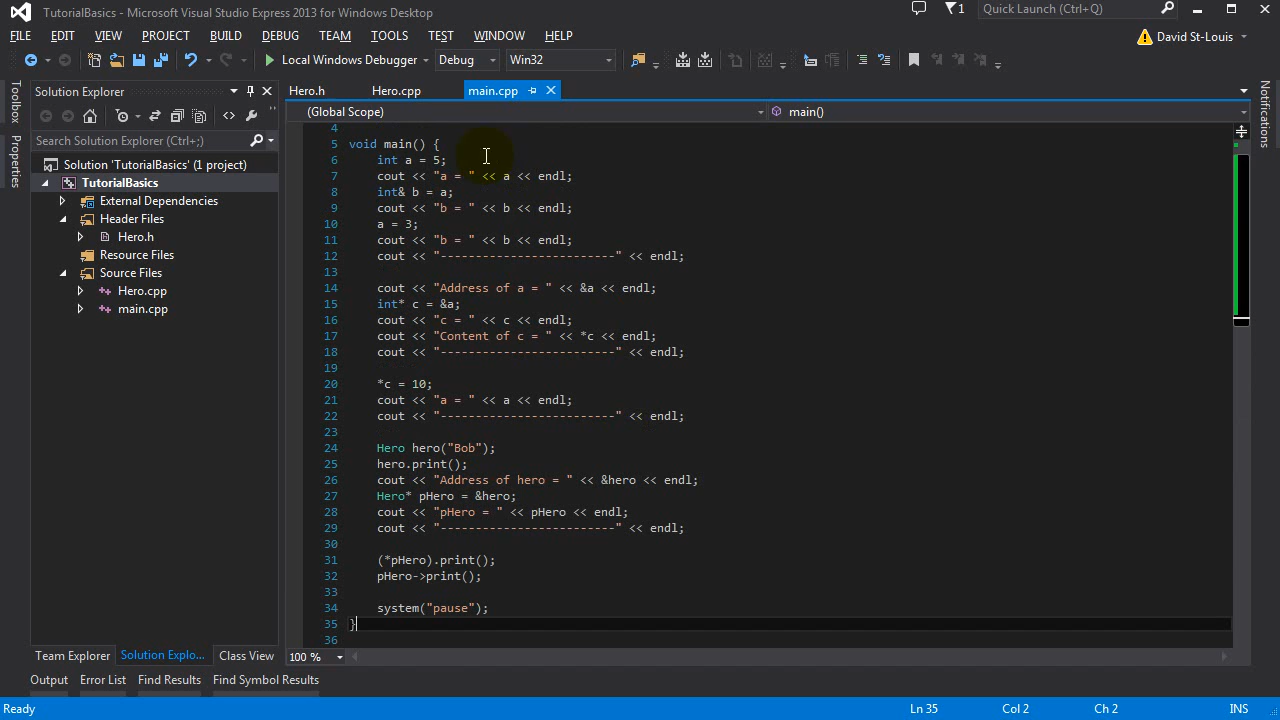 TutorialBasics - Microsoft Visual Studio Express 2013 for Windows Desktop
1
Quick Launch (Ctrl+Q)
FILE EDIT VIEW PROJECT BUILD DEBUG TEAM TOOLS TEST WINDOW HELP
David St-Louis
Local Windows Debugger Debug Win32
Toolbox
Properties
Solution Explorer
Search Solution Explorer (Ctrl+;)
Solution 'TutorialBasics' (1 project)
TutorialBasics
External Dependencies
Header Files
Hero.h
Resource Files
Source Files
Hero.cpp
main.cpp
Team Explorer Solution Explo... Class View
Hero.h Hero.cpp main.cpp
(Global Scope) main()
4
5 void main() {
6 int a = 5;
7 cout << "a = " << a << endl;
8 int& b = a;
9 cout << "b = " << b << endl;
10 a = 3;
11 cout << "b = " << b << endl;
12 cout << "-------------------------" << endl;
13
14 cout << "Address of a = " << &a << endl;
15 int* c = &a;
16 cout << "c = " << c << endl;
17 cout << "Content of c = " << *c << endl;
18 cout << "-------------------------" << endl;
19
20 *c = 10;
21 cout << "a = " << a << endl;
22 cout << "-------------------------" << endl;
23
24 Hero hero("Bob");
25 hero.print();
26 cout << "Address of hero = " << &hero << endl;
27 Hero* pHero = &hero;
28 cout << "pHero = " << pHero << endl;
29 cout << "-------------------------" << endl;
30
31 (*pHero).print();
32 pHero->print();
33
34 system("pause");
35 }
36
100 %
Notifications
Output Error List Find Results Find Symbol Results
Ready Ln 35 Col 2 Ch 2 INS